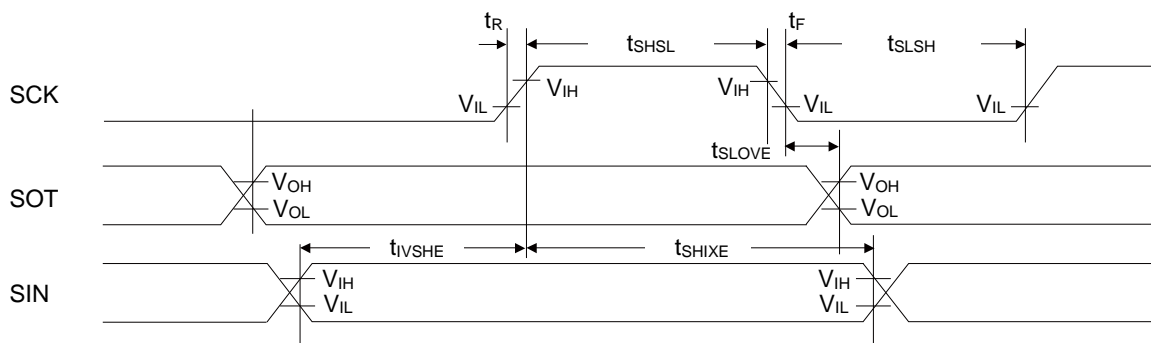 tR tSHSL tF tSLSH
SCK VIL VIH VIH VIL VIL
tSLOVE
SOT VOH VOL VOH VOL
tIVSHE tSHIXE
SIN VIH VIL VIH VIL